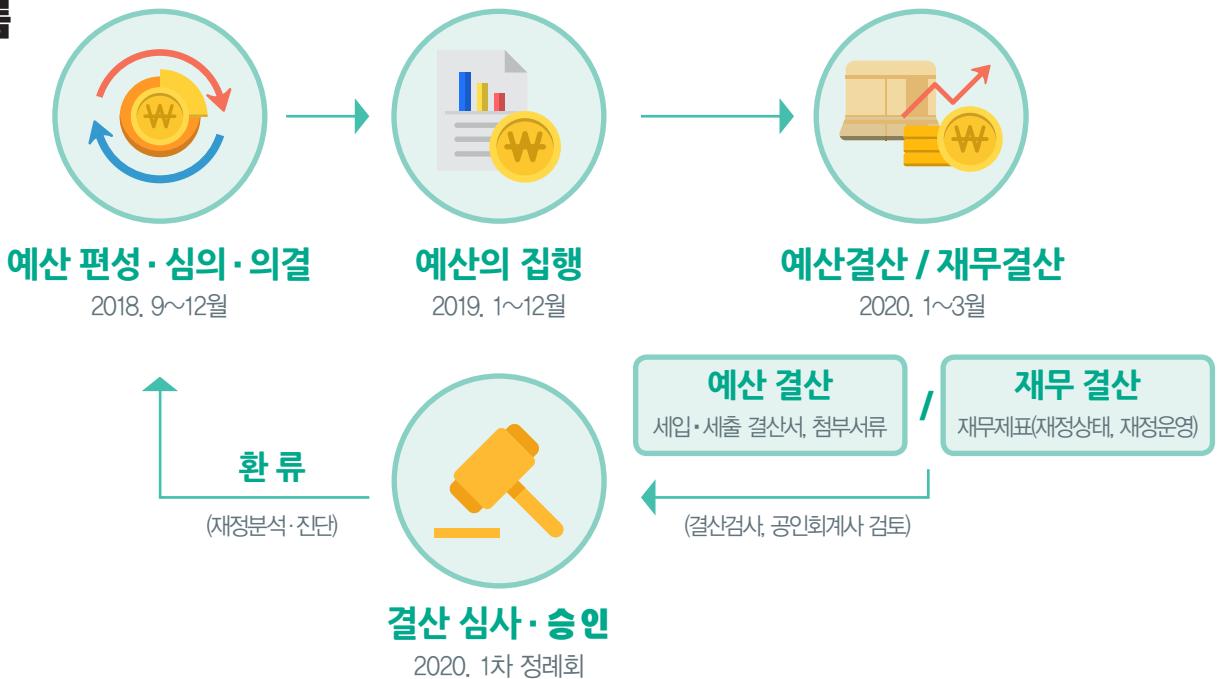 예산 편성·심의·의결
2018. 9~12월
예산의 집행
2019. 1~12월
예산결산 / 재무결산
2020. 1~3월
예산 결산
세입·세출 결산서, 첨부서류
/
재무 결산
재무제표(재정상태, 재정운영)
환 류
(재정분석·진단)
(결산검사, 공인회계사 검토)
결산 심사·승인
2020. 1차 정례회